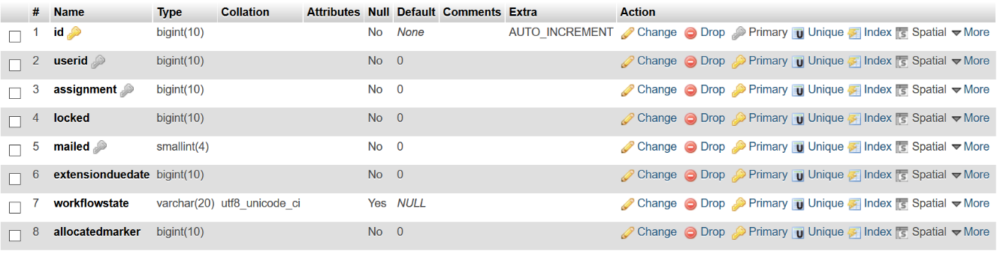 # Name Type Collation Attributes Null Default Comments Extra Action
1 id bigint(10) No None AUTO_INCREMENT Change Drop Primary Unique Index Spatial More
2 userid bigint(10) No 0 Change Drop Primary Unique Index Spatial More
3 assignment bigint(10) No 0 Change Drop Primary Unique Index Spatial More
4 locked bigint(10) No 0 Change Drop Primary Unique Index Spatial More
5 mailed smallint(4) No 0 Change Drop Primary Unique Index Spatial More
6 extensionduedate bigint(10) No 0 Change Drop Primary Unique Index Spatial More
7 workflowstate varchar(20) utf8_unicode_ci Yes NULL Change Drop Primary Unique Index Spatial More
8 allocatedmarker bigint(10) No 0 Change Drop Primary Unique Index Spatial More